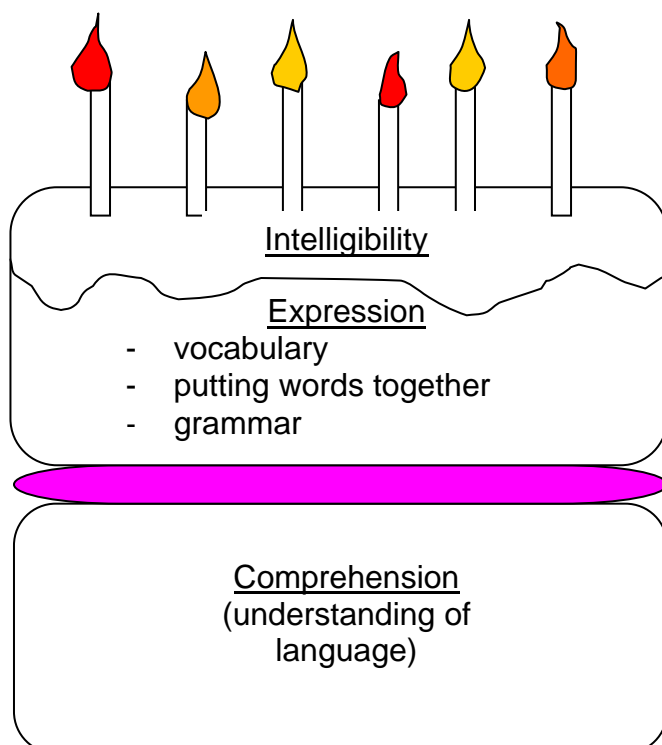 Intelligibility
Expression
- vocabulary
- putting words together
- grammar
Comprehension
(understanding of
language)